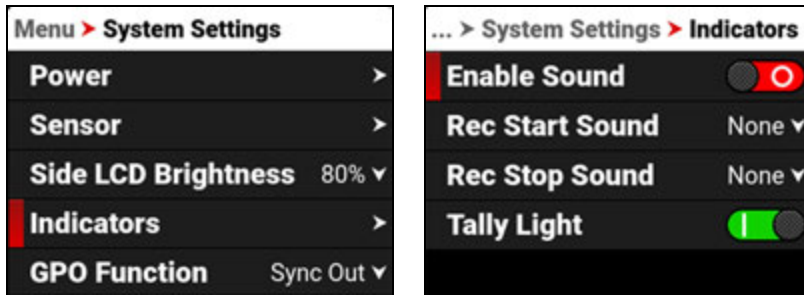 Menu > System Settings
Power >
Sensor >
Side LCD Brightness 80%
Indicators >
GPO Function Sync Out
... > System Settings > Indicators
Enable Sound
Rec Start Sound None
Rec Stop Sound None
Tally Light